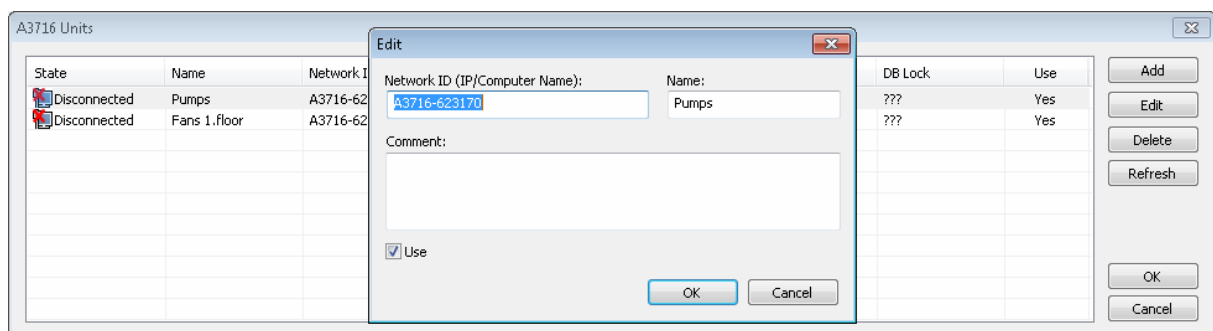 A3716 Units
State Name Network I DB Lock Use
Disconnected Pumps A3716-62 ??? Yes
Disconnected Fans 1.floor A3716-62 ??? Yes
Edit
Network ID (IP/Computer Name): Name:
A3716-623170 Pumps
Comment:
Use
OK Cancel
Add
Edit
Delete
Refresh
OK
Cancel